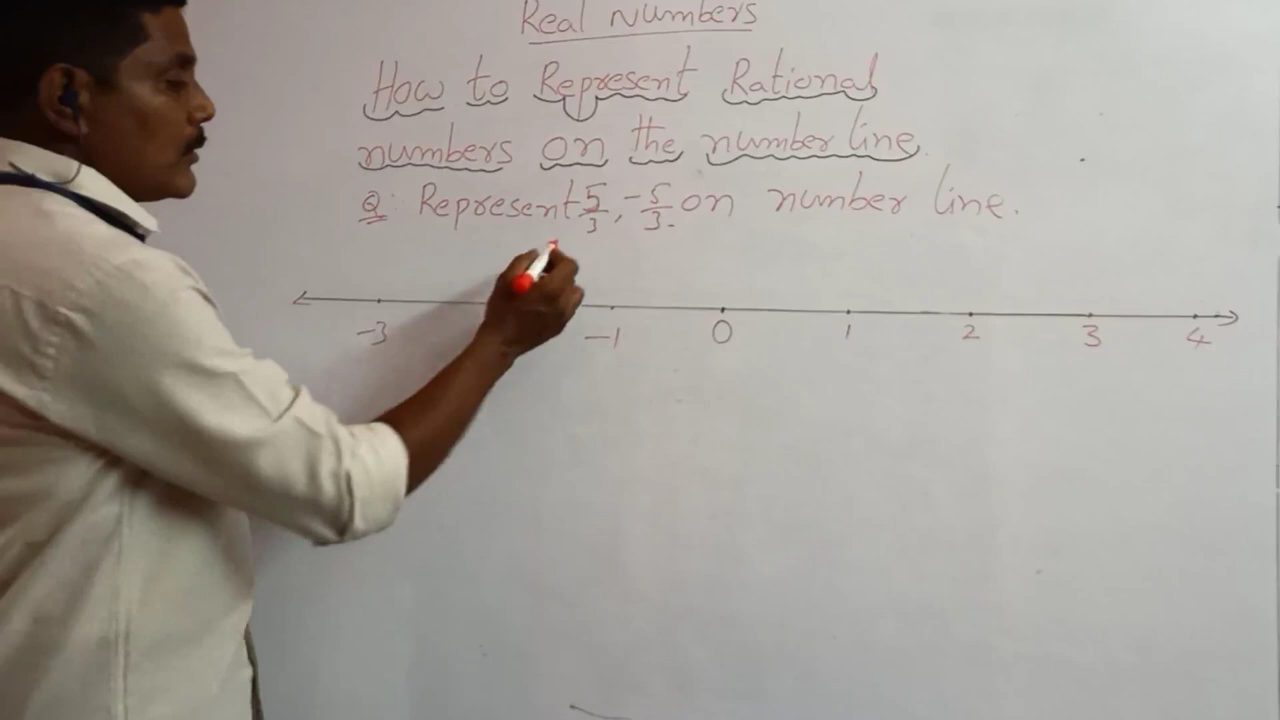 Real numbers
How to Represent Rational
numbers on the number line.
Q: Represent 5/3, -5/3 on number line.
-3 -1 0 1 2 3 4